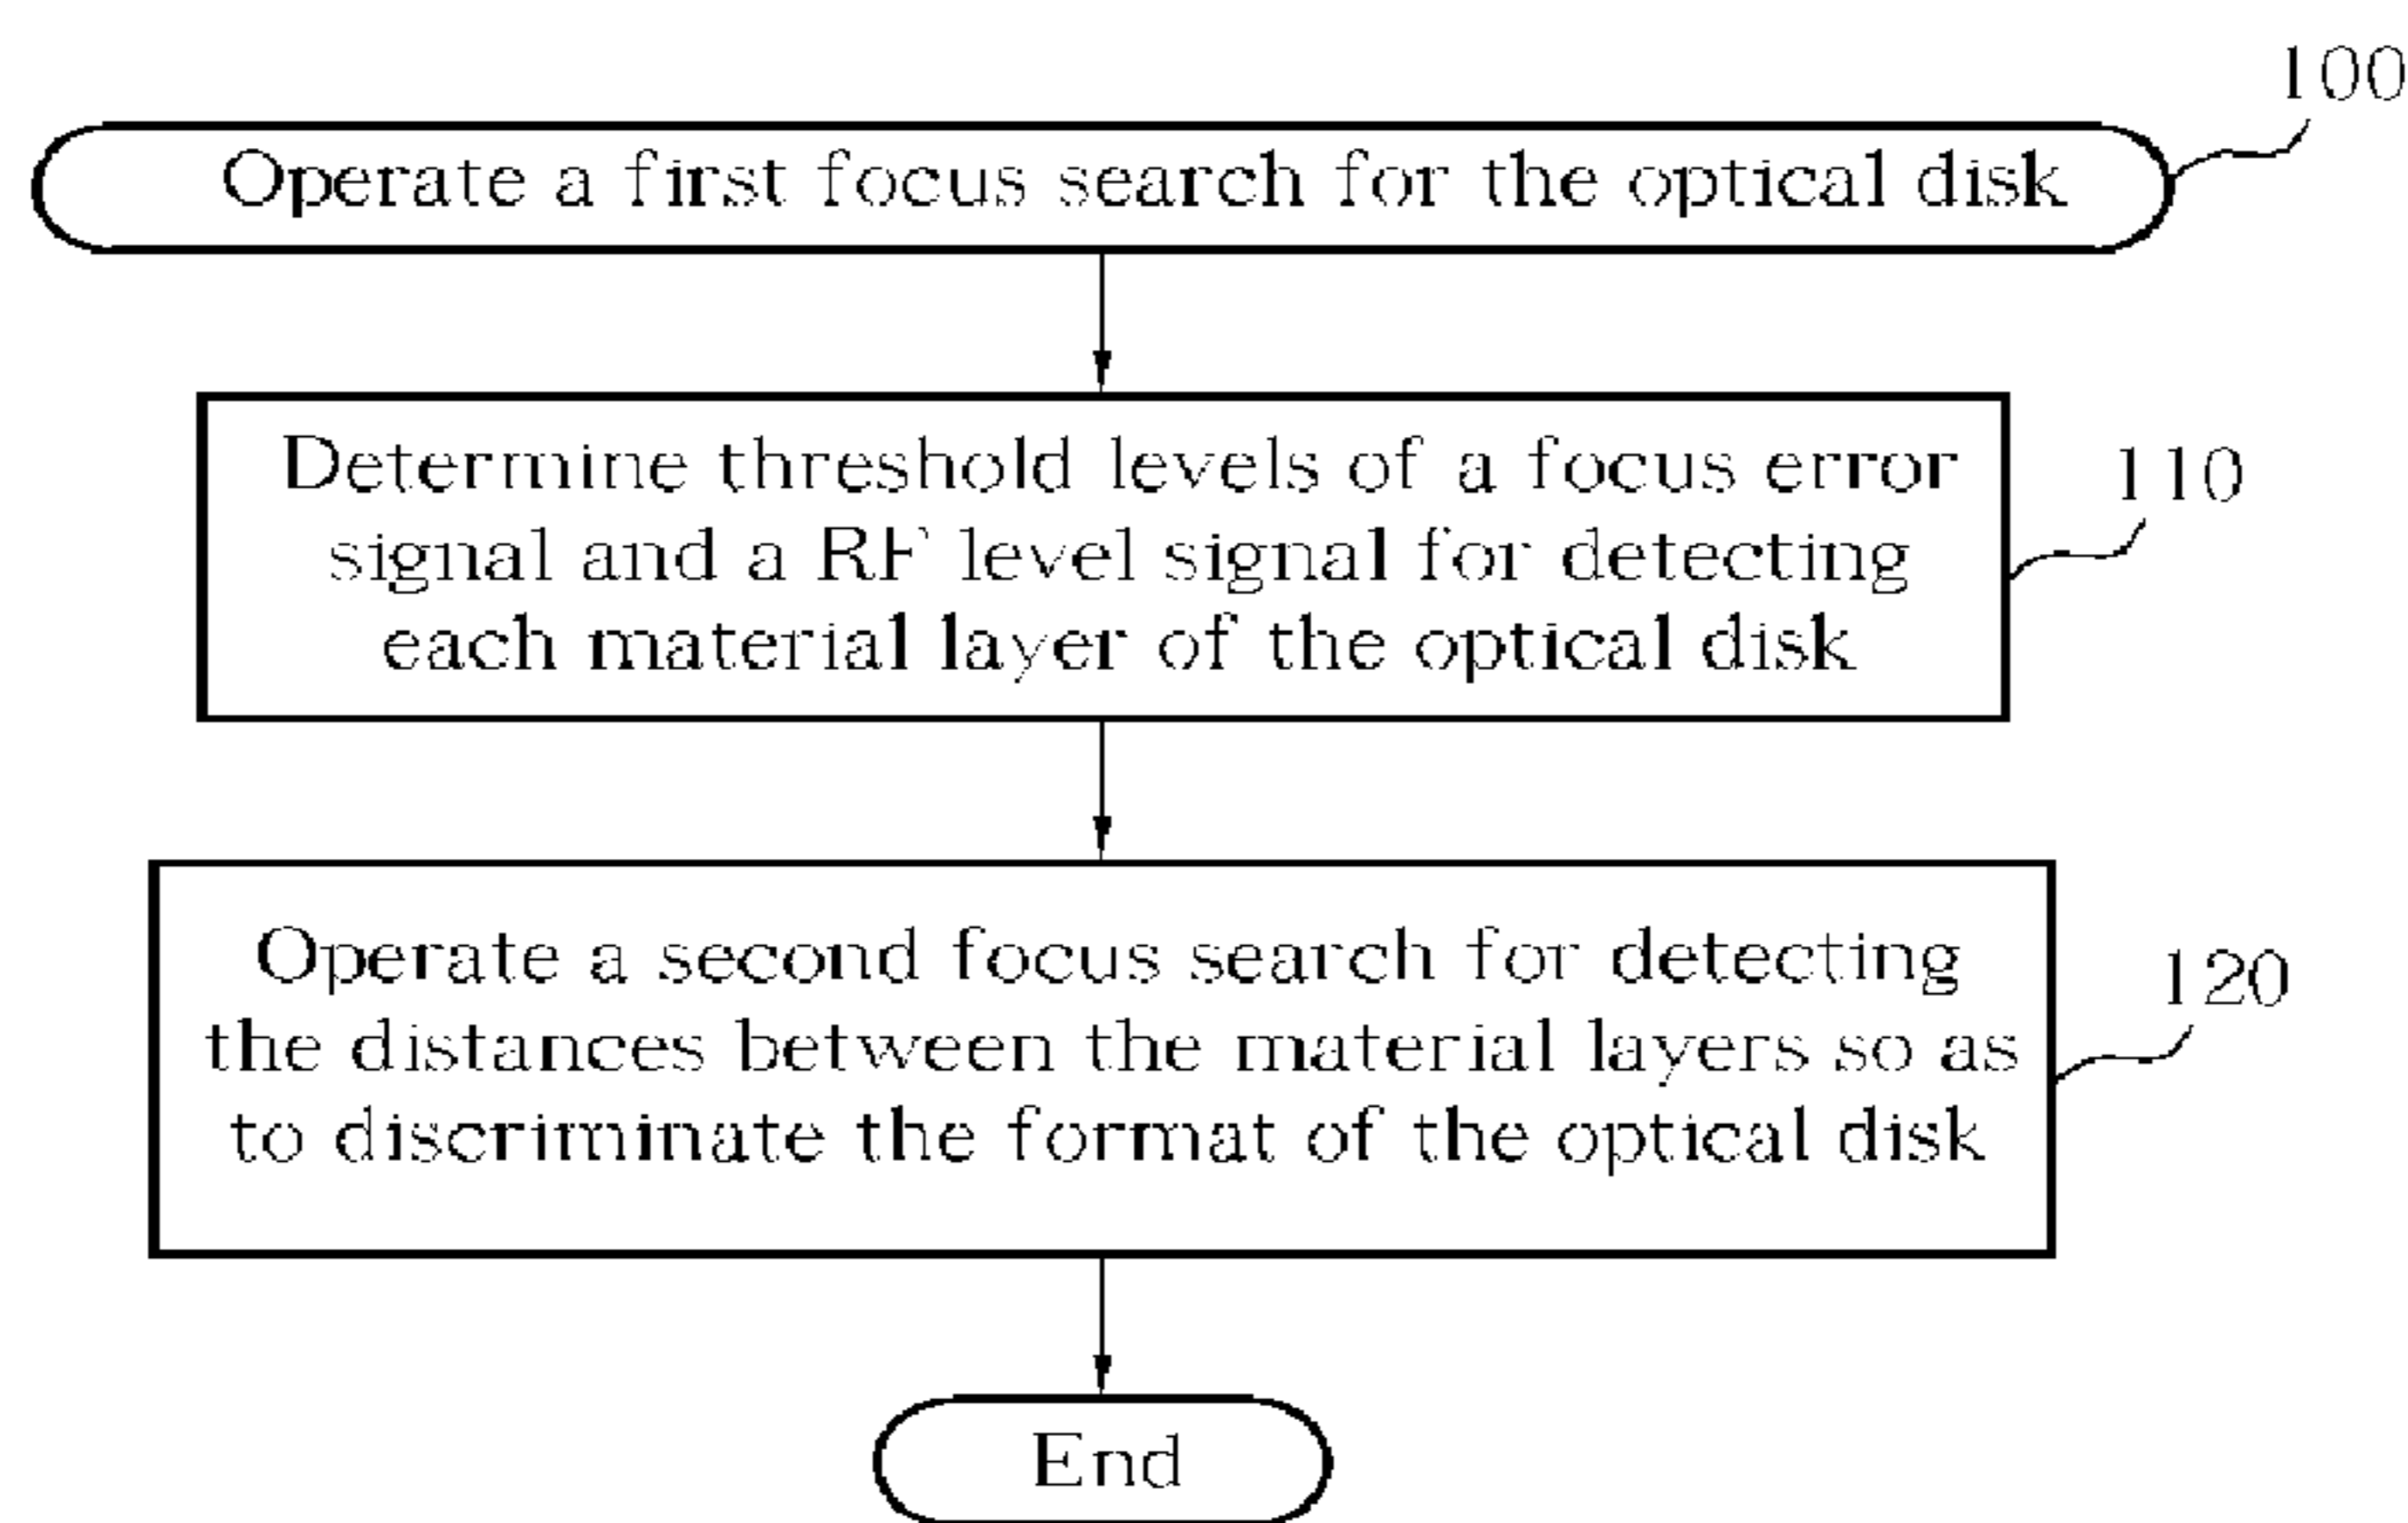 100
Operate a first focus search for the optical disk
Determine threshold levels of a focus error
signal and a RF level signal for detecting
each material layer of the optical disk
110
Operate a second focus search for detecting
the distances between the material layers so as
to discriminate the format of the optical disk
120
End